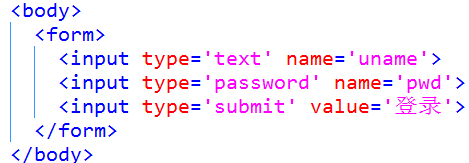 <body>
<form>
<input type='text' name='uname'>
<input type='password' name='pwd'>
<input type='submit' value='登录'>
</form>
</body>